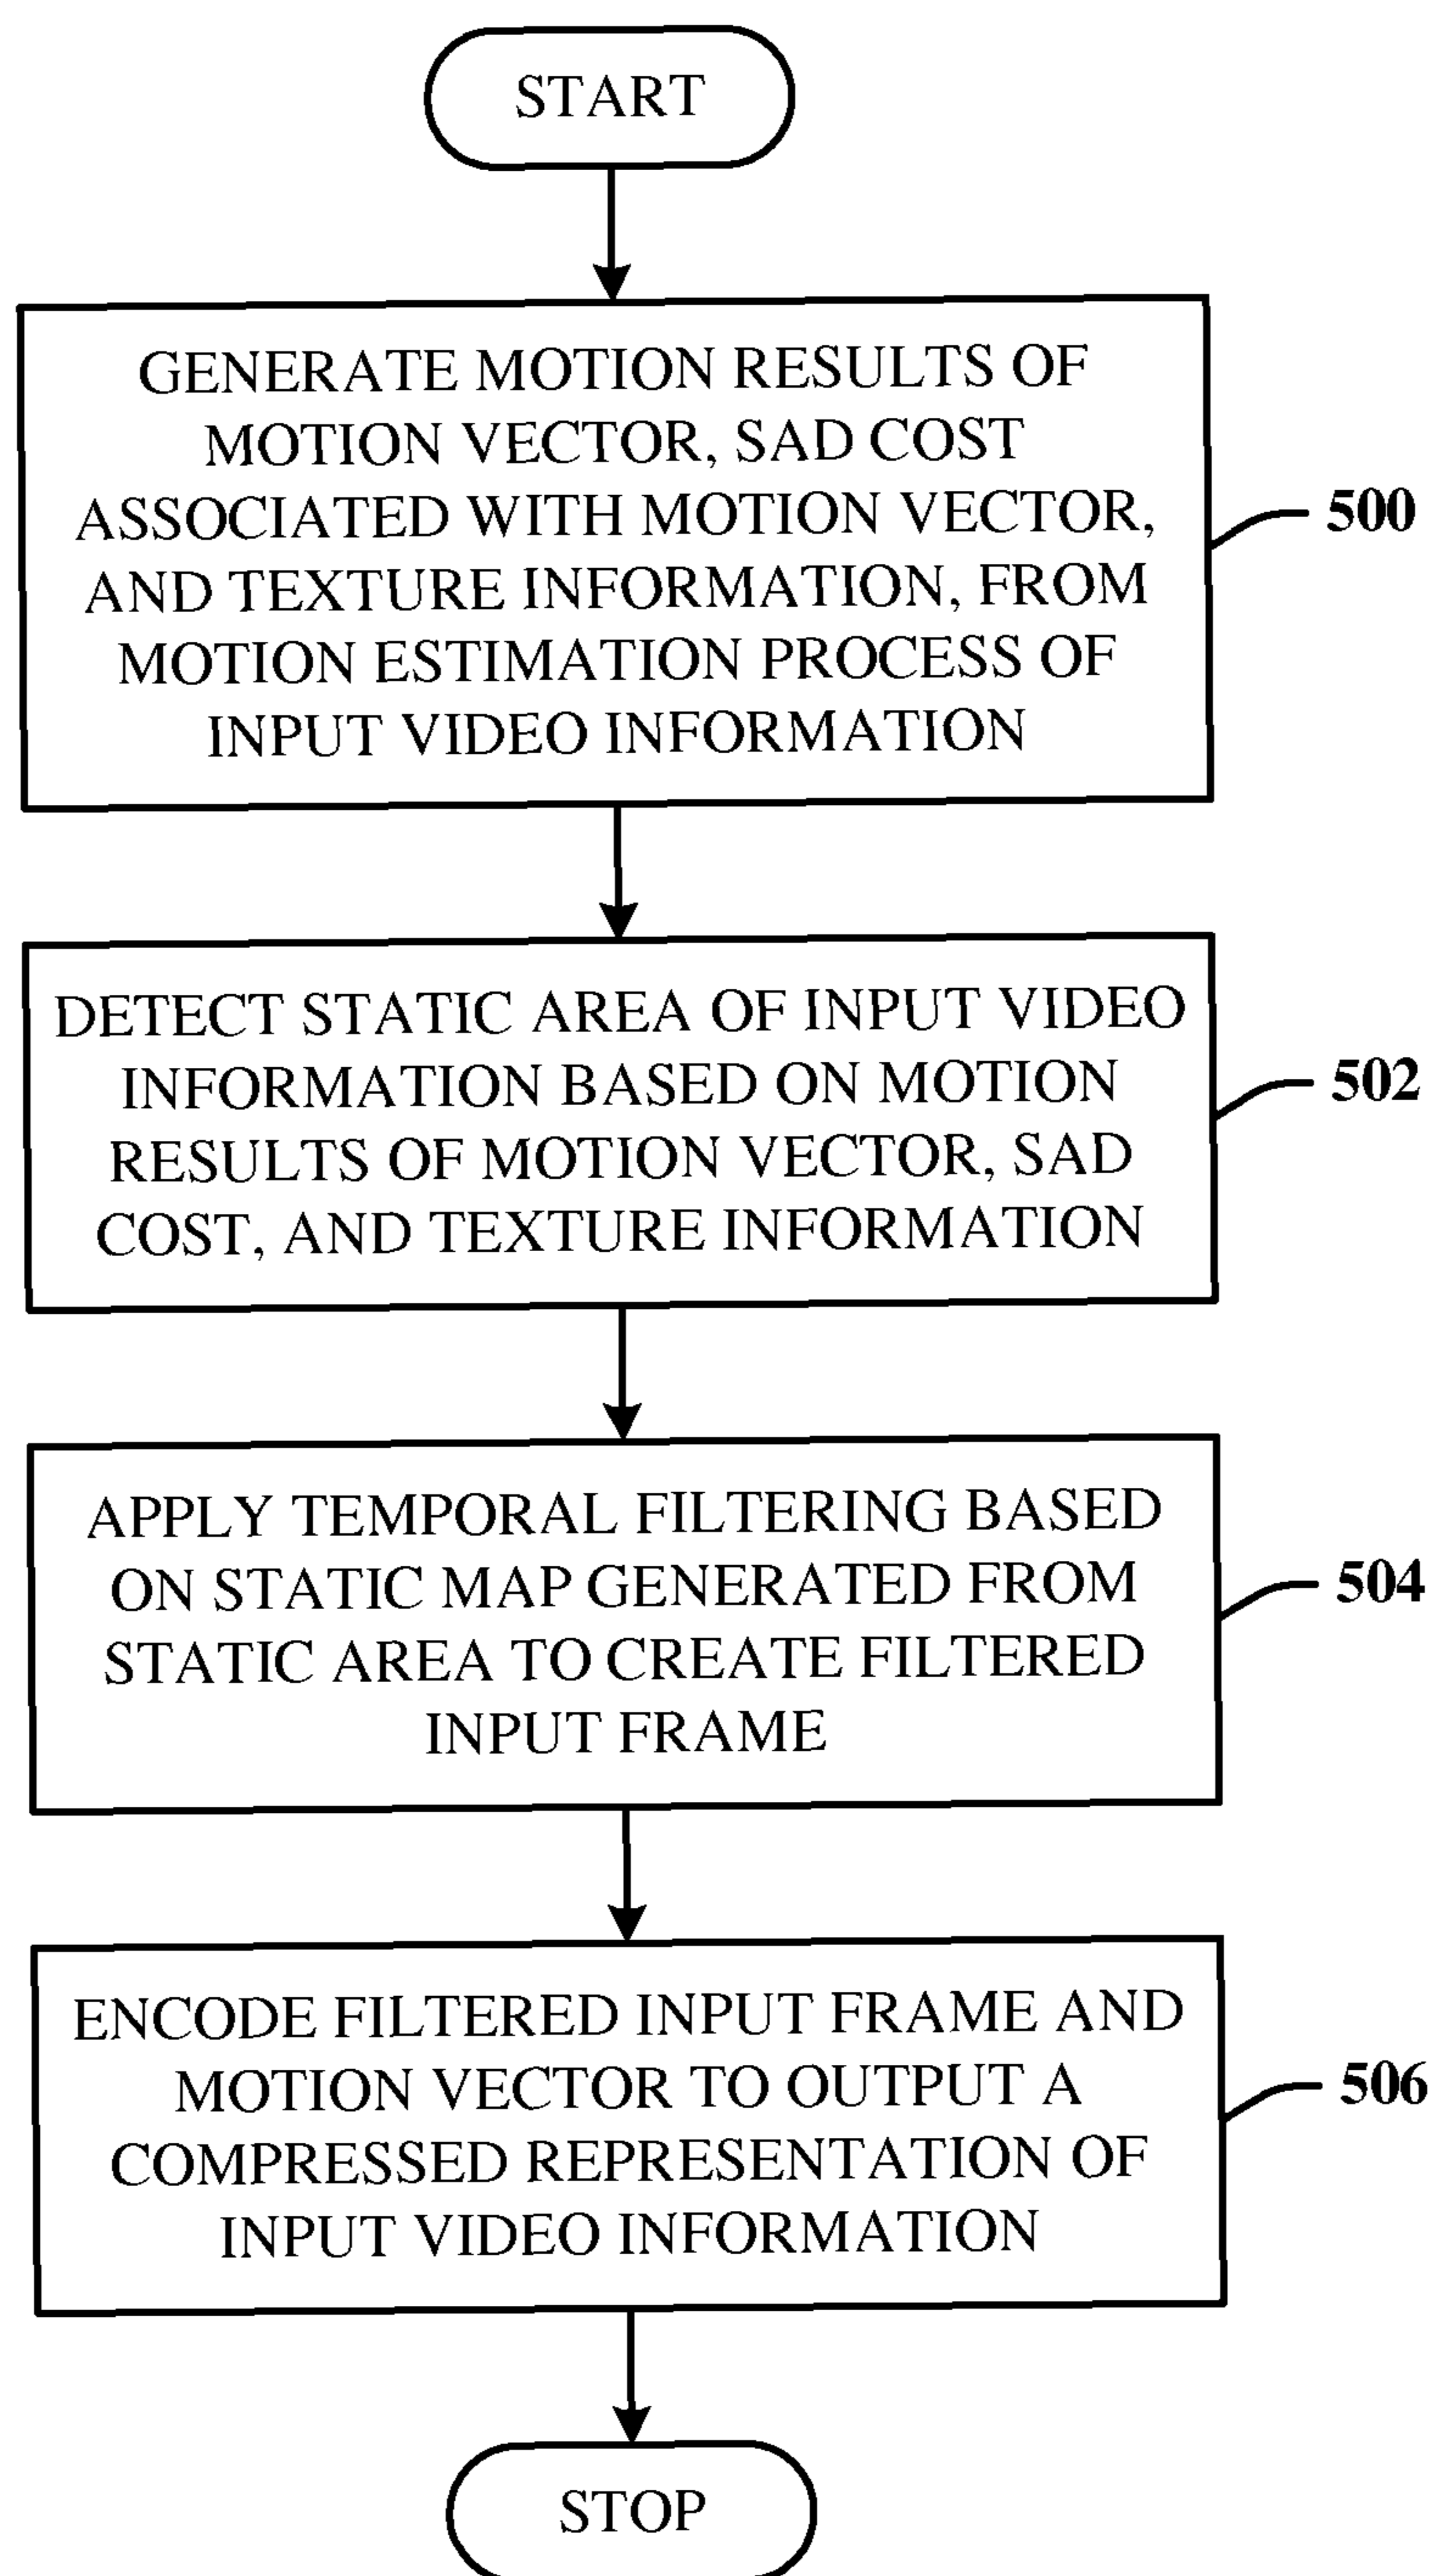 START
GENERATE MOTION RESULTS OF
MOTION VECTOR, SAD COST
ASSOCIATED WITH MOTION VECTOR,
AND TEXTURE INFORMATION, FROM
MOTION ESTIMATION PROCESS OF
INPUT VIDEO INFORMATION
500
DETECT STATIC AREA OF INPUT VIDEO
INFORMATION BASED ON MOTION
RESULTS OF MOTION VECTOR, SAD
COST, AND TEXTURE INFORMATION
502
APPLY TEMPORAL FILTERING BASED
ON STATIC MAP GENERATED FROM
STATIC AREA TO CREATE FILTERED
INPUT FRAME
504
ENCODE FILTERED INPUT FRAME AND
MOTION VECTOR TO OUTPUT A
COMPRESSED REPRESENTATION OF
INPUT VIDEO INFORMATION
506
STOP